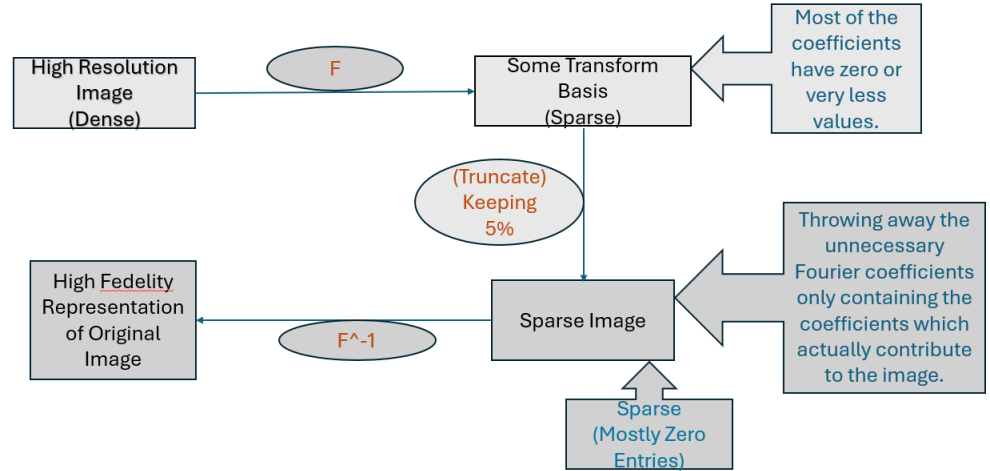 High Resolution
Image
(Dense)
F
Some Transform
Basis
(Sparse)
Most of the
coefficients
have zero or
very less
values.
(Truncate)
Keeping
5%
Throwing away the
unnecessary
Fourier coefficients
only containing the
coefficients which
actually contribute
to the image.
High Fedelity
Representation
of Original
Image
F^-1
Sparse Image
Sparse
(Mostly Zero
Entries)